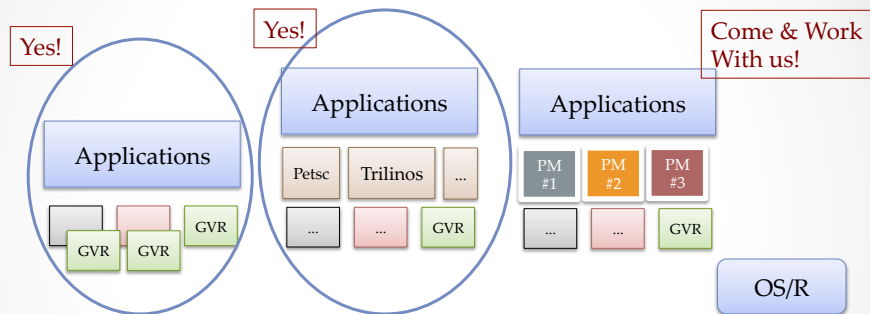 Yes!
Applications
GVR
GVR
GVR
Yes!
Applications
Petsc
Trilinos
...
...
...
GVR
Come & Work
With us!
Applications
PM
#1
PM
#2
PM
#3
...
...
GVR
OS/R